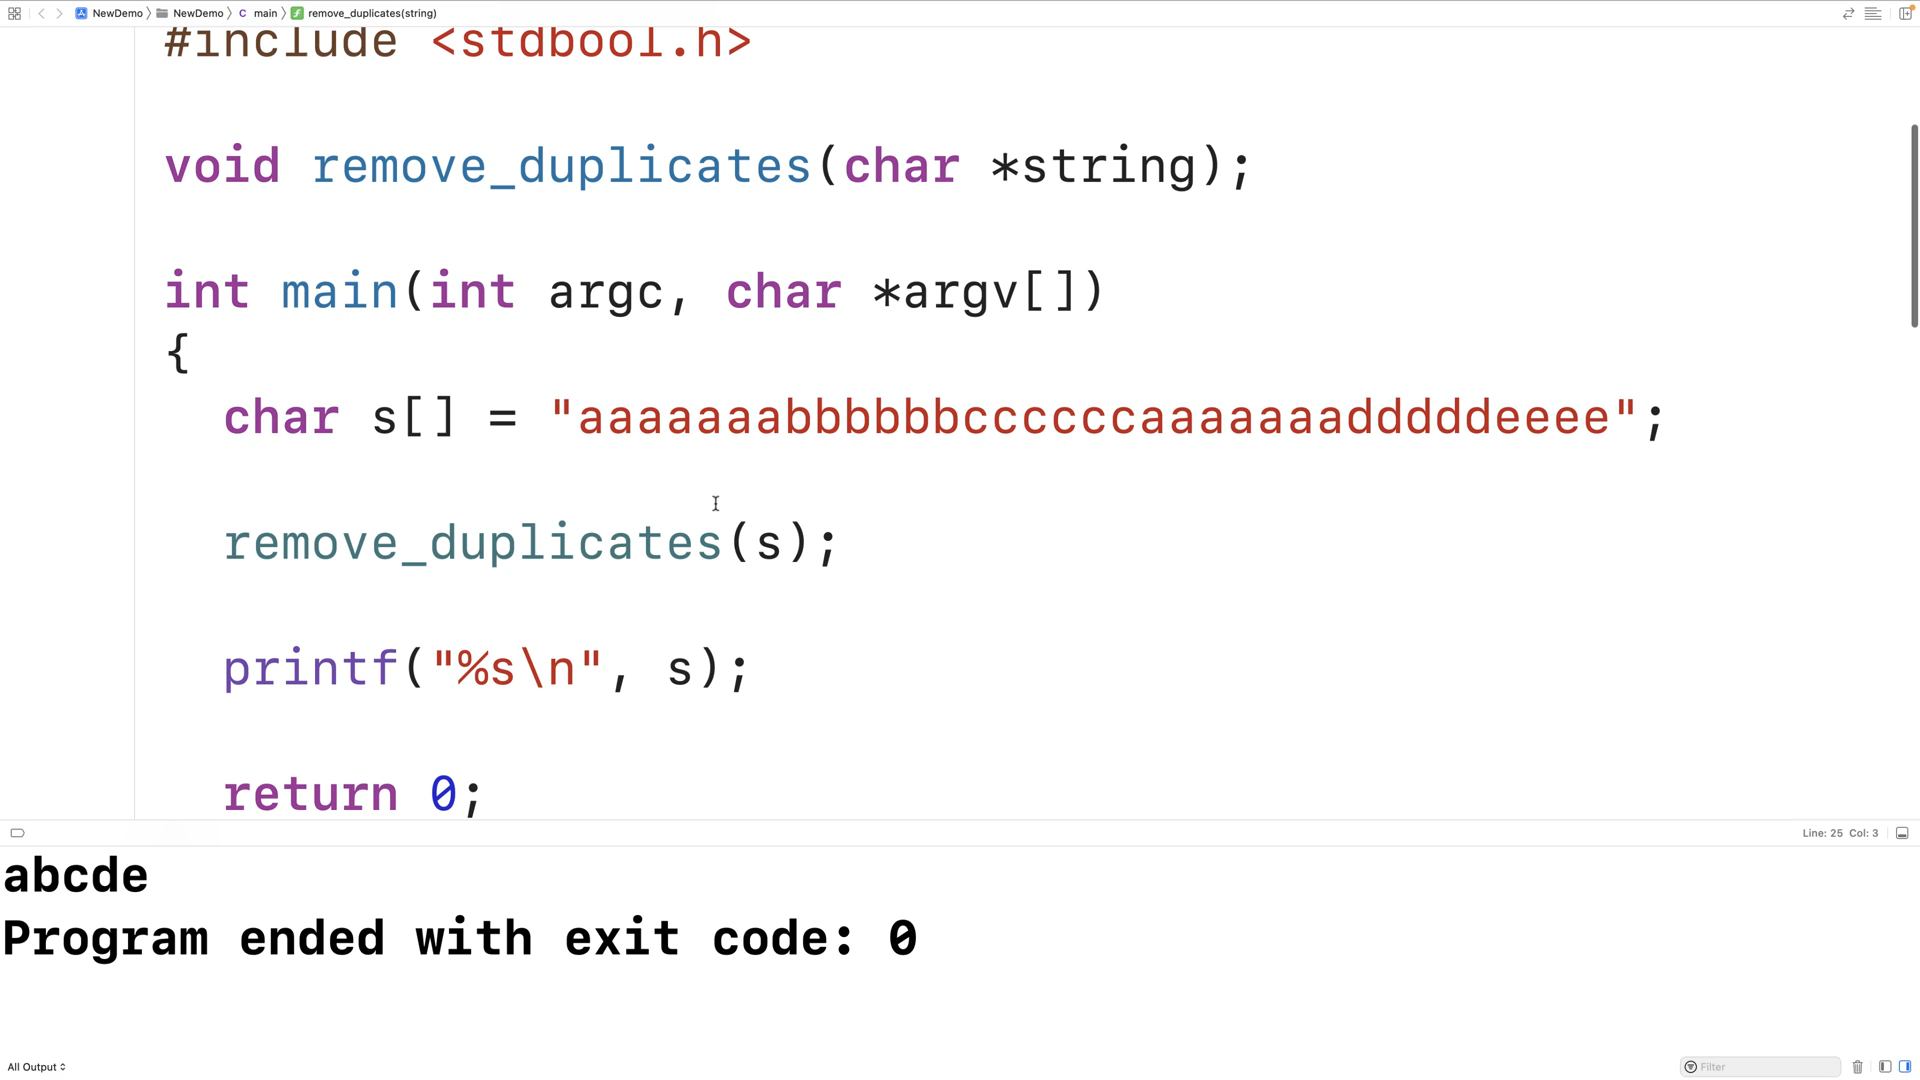 NewDemo NewDemo C main f remove_duplicates(string)
#include <stdbool.h>
void remove_duplicates(char *string);
int main(int argc, char *argv[])
{
char s[] = "aaaaaaabbbbbbccccccaaaaaaadddddeeee";
remove_duplicates(s);
printf("%s\n", s);
return 0;
Line: 25 Col: 3
abcde
Program ended with exit code: 0
All Output
Filter